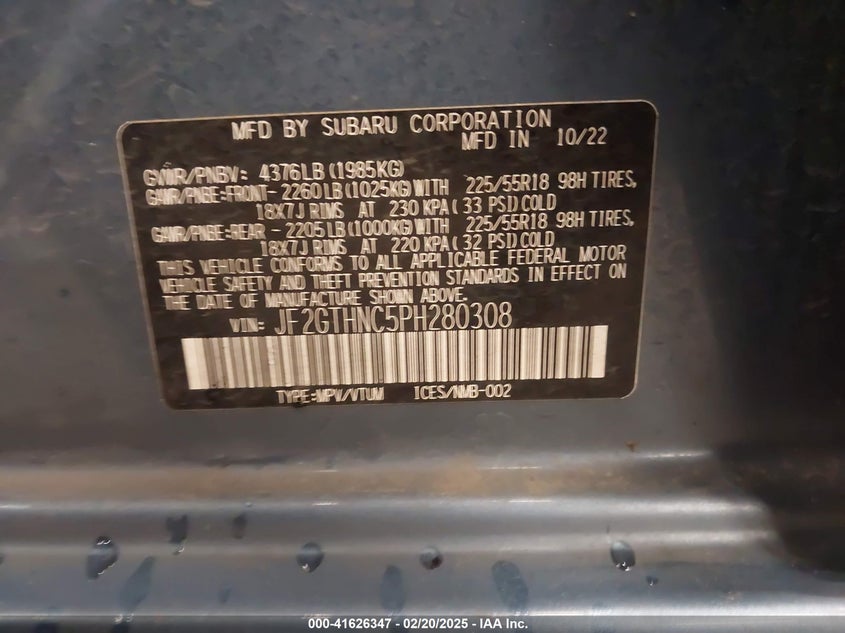 MFD BY SUBARU CORPORATION
MFD IN 10/22
GVWR/PNBV: 4376LB(1985KG)
GAWR/PNBE:FRONT- 2260LB(1025KG)WITH 225/55R18 98H TIRES,
18X7J RIMS AT 230 KPA( 33 PSI)COLD
GAWR/PNBE:REAR - 2205LB(1000KG)WITH 225/55R18 98H TIRES,
18X7J RIMS AT 220 KPA( 32 PSI)COLD
THIS VEHICLE CONFORMS TO ALL APPLICABLE FEDERAL MOTOR
VEHICLE SAFETY AND THEFT PREVENTION STANDARDS IN EFFECT ON
THE DATE OF MANUFACTURE SHOWN ABOVE.
VIN: JF2GTHNC5PH280308
TYPE:MPV/VTUM ICES/NMB-002
000-41626347 - 02/20/2025 - IAA Inc.